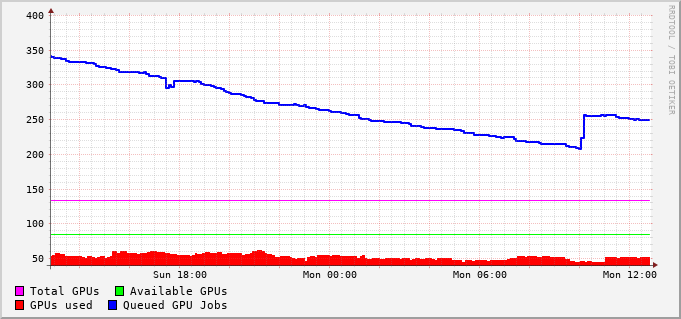 400
350
300
250
200
150
100
50
Sun 18:00 Mon 00:00 Mon 06:00 Mon 12:00
Total GPUs Available GPUs
GPUs used Queued GPU Jobs
RRDTOOL / TOBI OETIKER